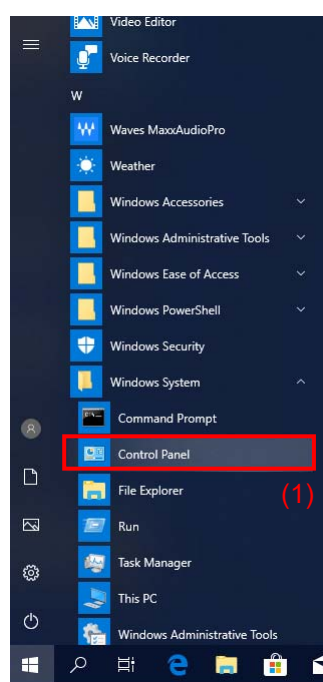 Video Editor
Voice Recorder
W
Waves MaxxAudioPro
Weather
Windows Accessories
Windows Administrative Tools
Windows Ease of Access
Windows PowerShell
Windows Security
Windows System
Command Prompt
Control Panel
File Explorer
(1)
Run
Task Manager
This PC
Windows Administrative Tools